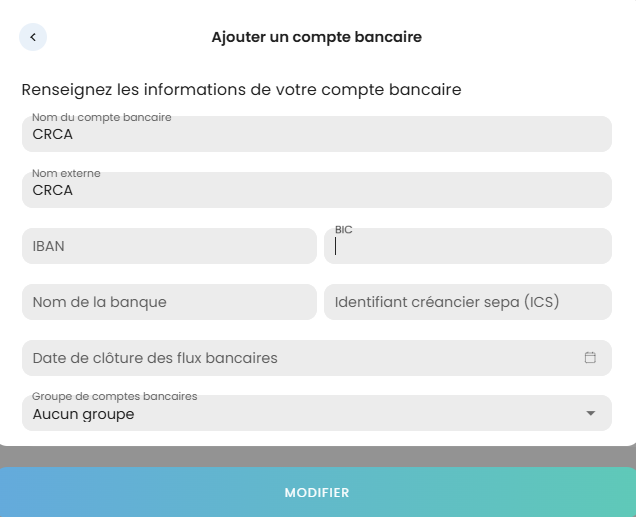 Ajouter un compte bancaire
Renseignez les informations de votre compte bancaire
Nom du compte bancaire
CRCA
Nom externe
CRCA
IBAN
BIC
Nom de la banque
Identifiant créancier sepa (ICS)
Date de clôture des flux bancaires
Groupe de comptes bancaires
Aucun groupe
MODIFIER